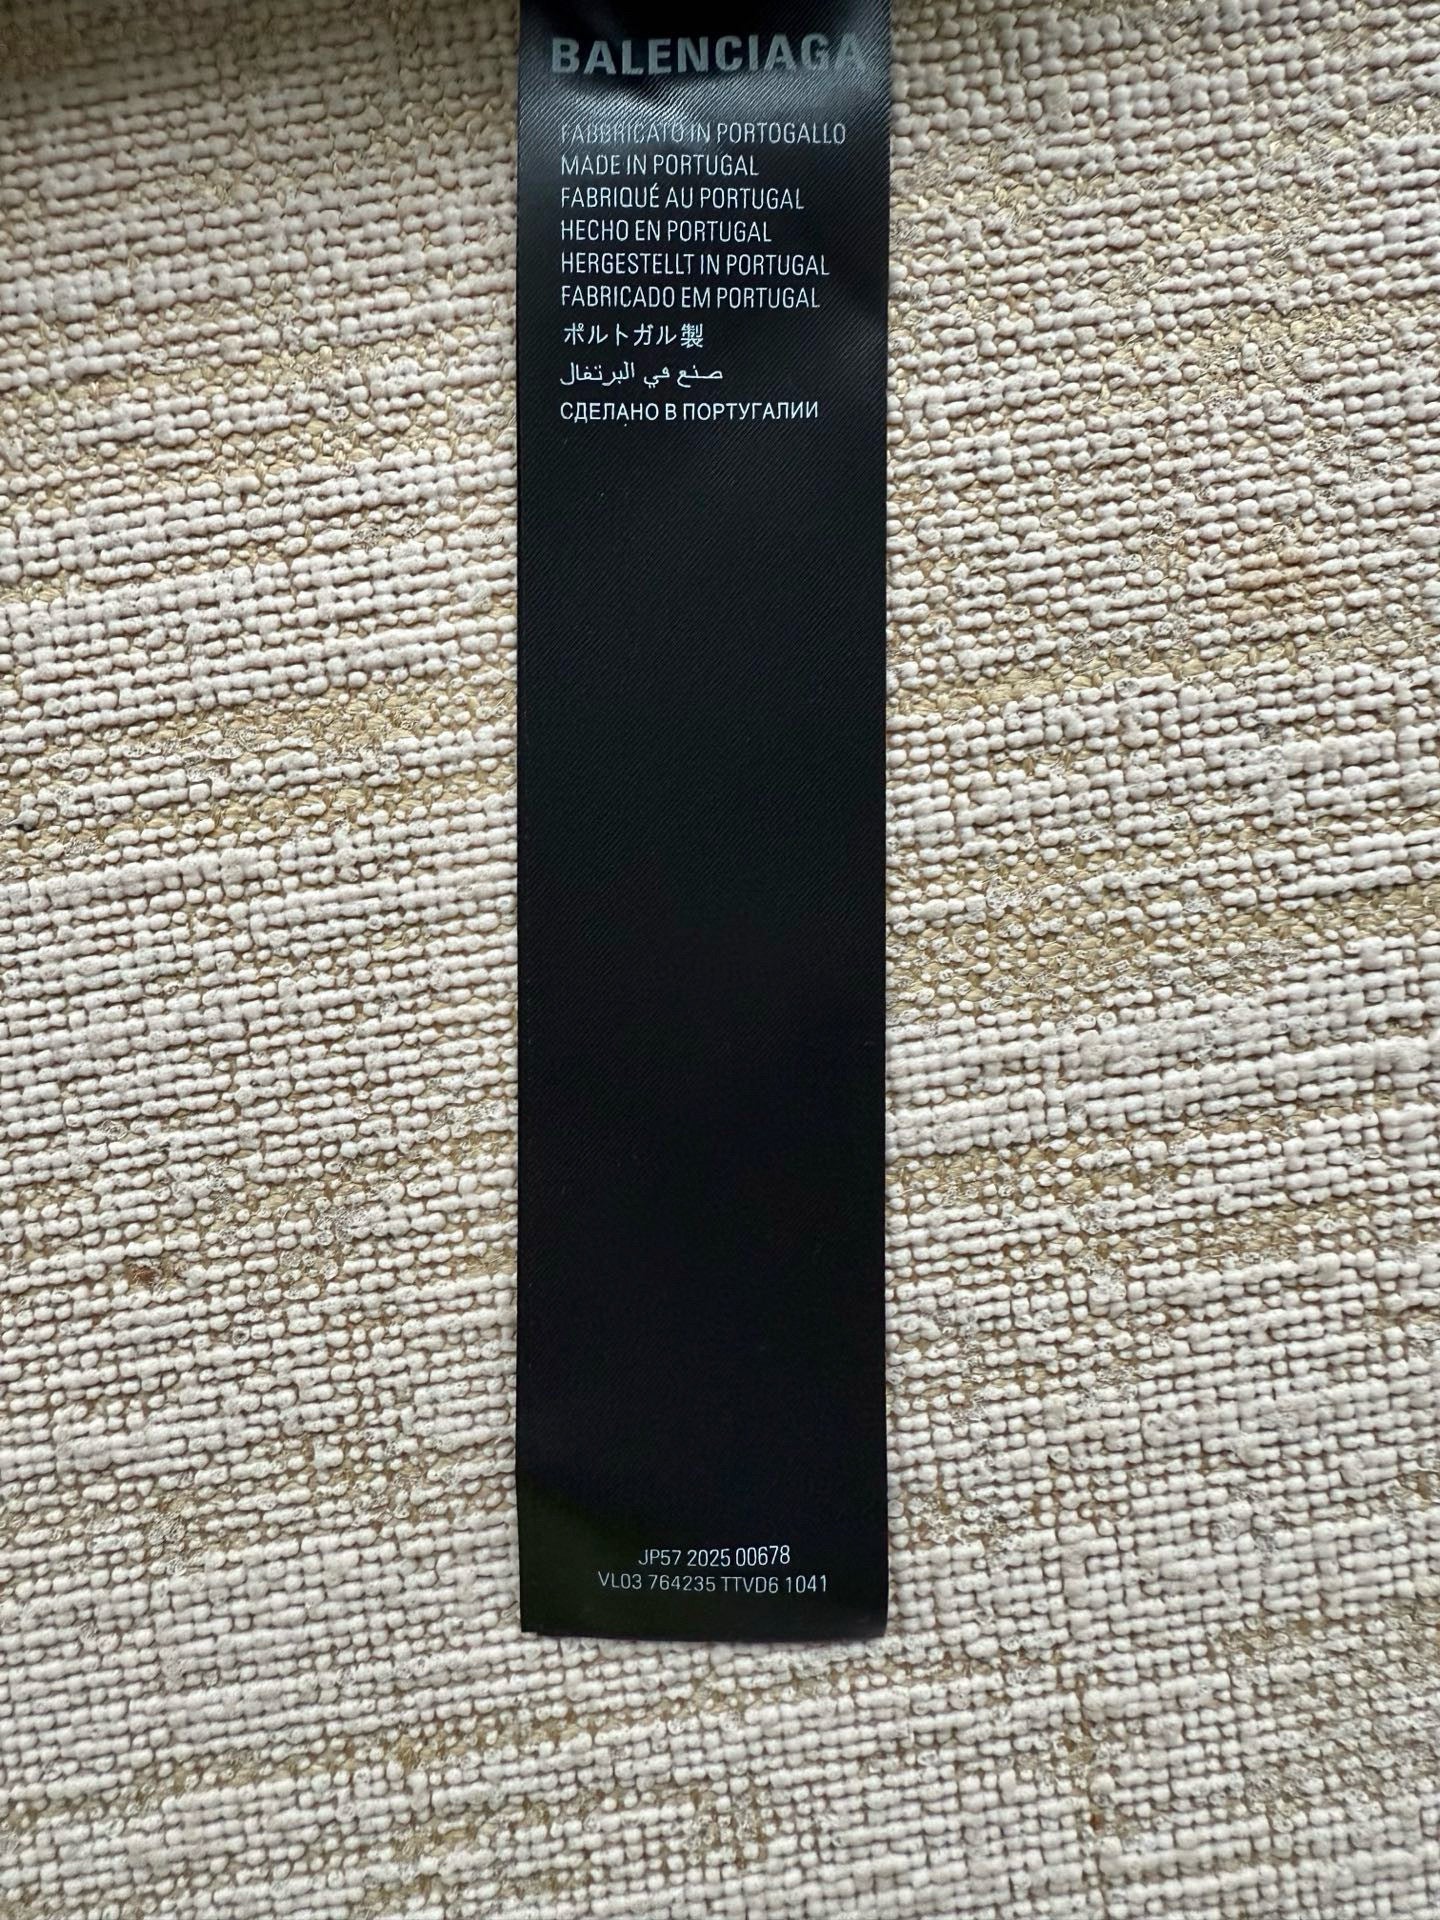 BALENCIAGA
FABBRICATO IN PORTOGALLO
MADE IN PORTUGAL
FABRIQUÉ AU PORTUGAL
HECHO EN PORTUGAL
HERGESTELLT IN PORTUGAL
FABRICADO EM PORTUGAL
ポルトガル製
صنع في البرتغال
СДЕЛАНО В ПОРТУГАЛИИ
JP57 2025 00678
VL03 764235 TTVD6 1041